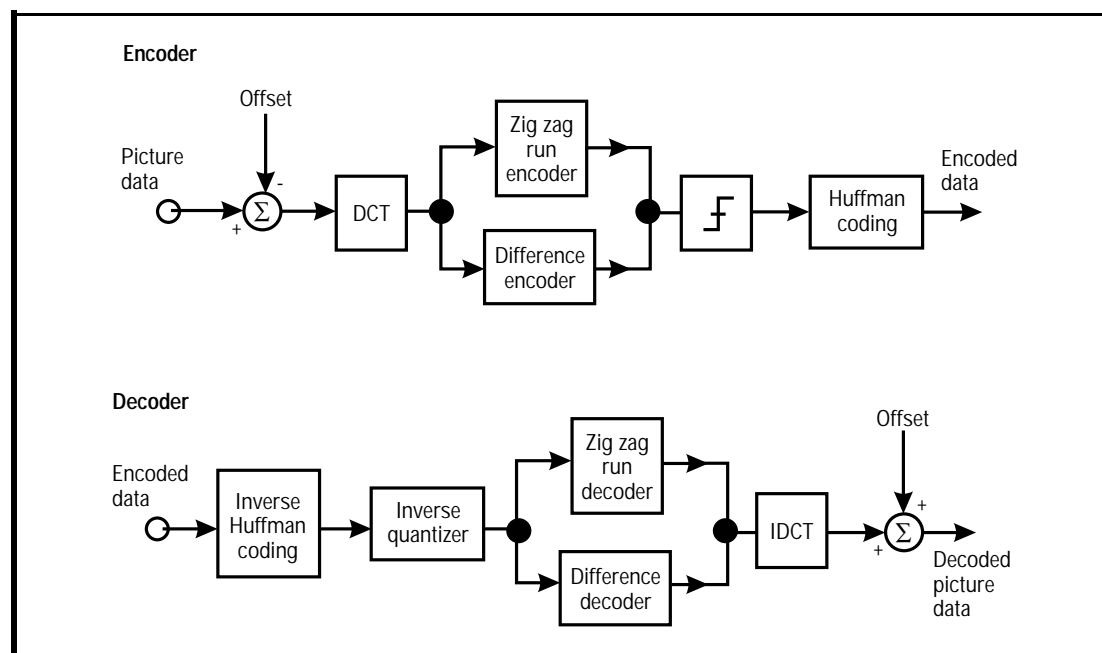 Encoder
Offset
Picture
data
-
+
Σ
DCT
Zig zag
run
encoder
Difference
encoder
Huffman
coding
Encoded
data
Decoder
Encoded
data
Inverse
Huffman
coding
Inverse
quantizer
Zig zag
run
decoder
Difference
decoder
IDCT
Offset
+
+
Σ
Decoded
picture
data